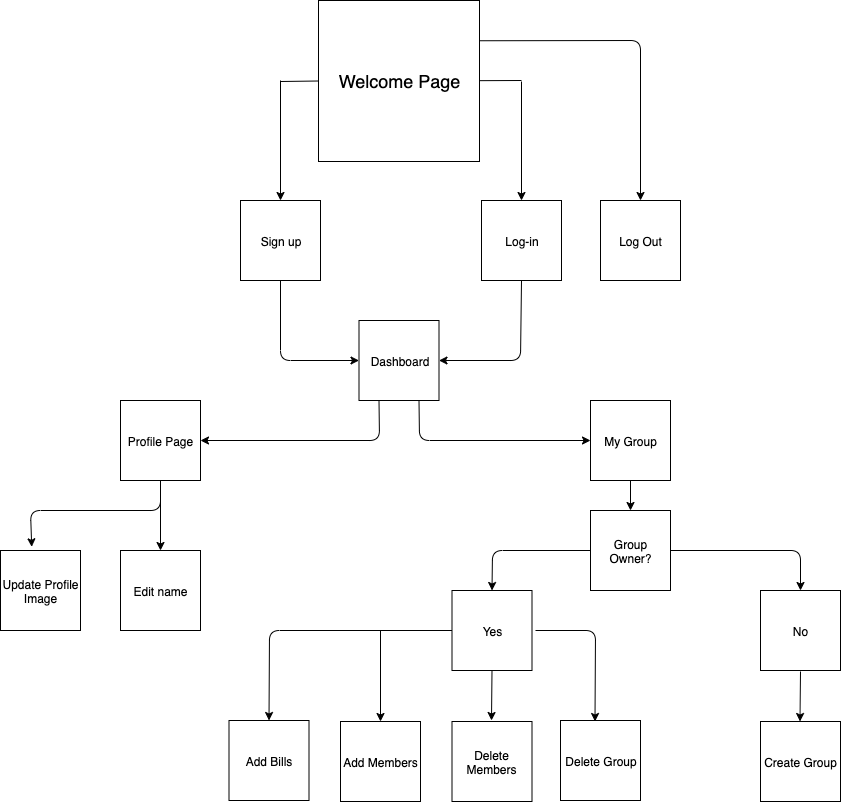 Welcome Page
Sign up
Log-in
Log Out
Dashboard
Profile Page
My Group
Group
Owner?
Update Profile
Image
Edit name
Yes
No
Add Bills
Add Members
Delete
Members
Delete Group
Create Group